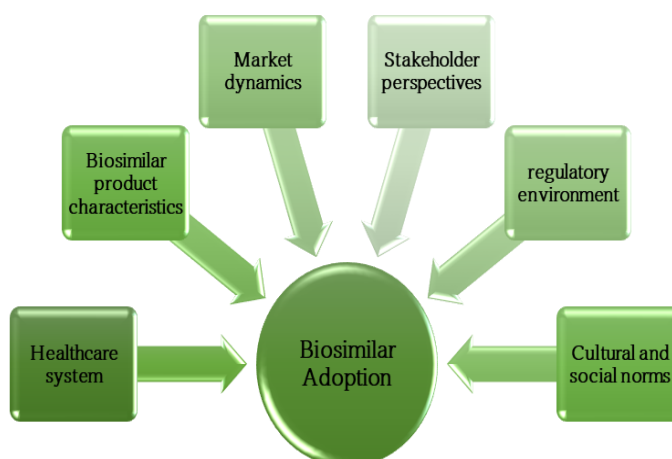 Market
dynamics
Stakeholder
perspectives
Biosimilar
product
characteristics
regulatory
environment
Healthcare
system
Biosimilar
Adoption
Cultural and
social norms